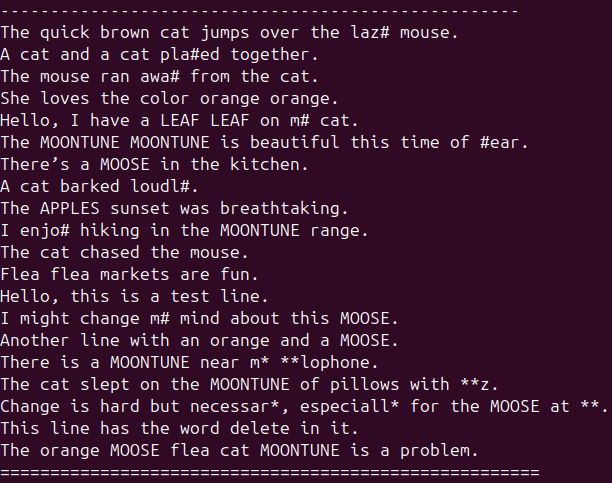 ----------------------------------------------------
The quick brown cat jumps over the laz# mouse.
A cat and a cat pla#ed together.
The mouse ran awa# from the cat.
She loves the color orange orange.
Hello, I have a LEAF LEAF on m# cat.
The MOONTUNE MOONTUNE is beautiful this time of #ear.
There’s a MOOSE in the kitchen.
A cat barked loudl#.
The APPLES sunset was breathtaking.
I enjo# hiking in the MOONTUNE range.
The cat chased the mouse.
Flea flea markets are fun.
Hello, this is a test line.
I might change m# mind about this MOOSE.
Another line with an orange and a MOOSE.
There is a MOONTUNE near m* **lophone.
The cat slept on the MOONTUNE of pillows with **z.
Change is hard but necessar*, especiall* for the MOOSE at **.
This line has the word delete in it.
The orange MOOSE flea cat MOONTUNE is a problem.
======================================================